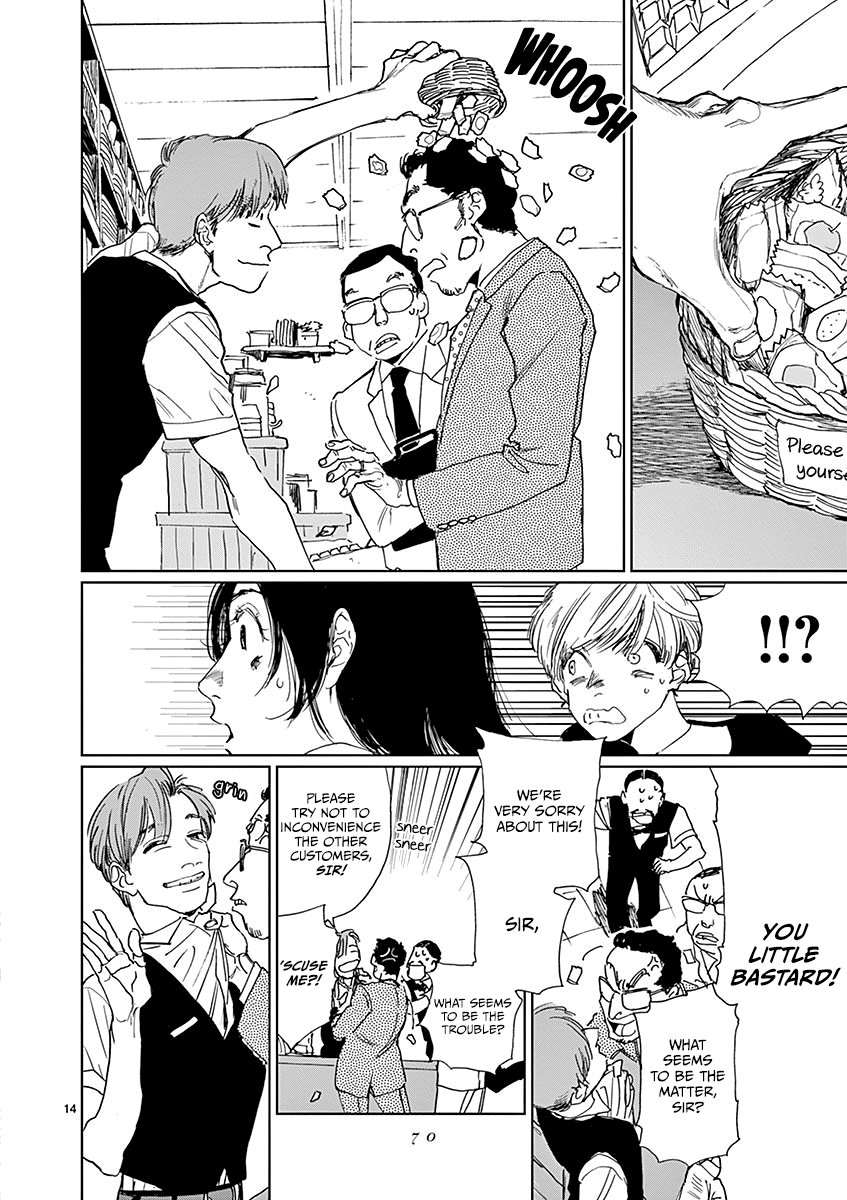 Please
yourse
WHOOSH
!!?
YOU
LITTLE
BASTARD!
WHAT
SEEMS
TO BE THE
MATTER,
SIR?
WE'RE
VERY SORRY
ABOUT THIS!
SIR,
sneer
sneer
PLEASE
TRY NOT TO
INCONVENIENCE
THE OTHER
CUSTOMERS,
SIR!
WHAT SEEMS
TO BE THE
TROUBLE?
'SCUSE
ME?!
grin
14
70